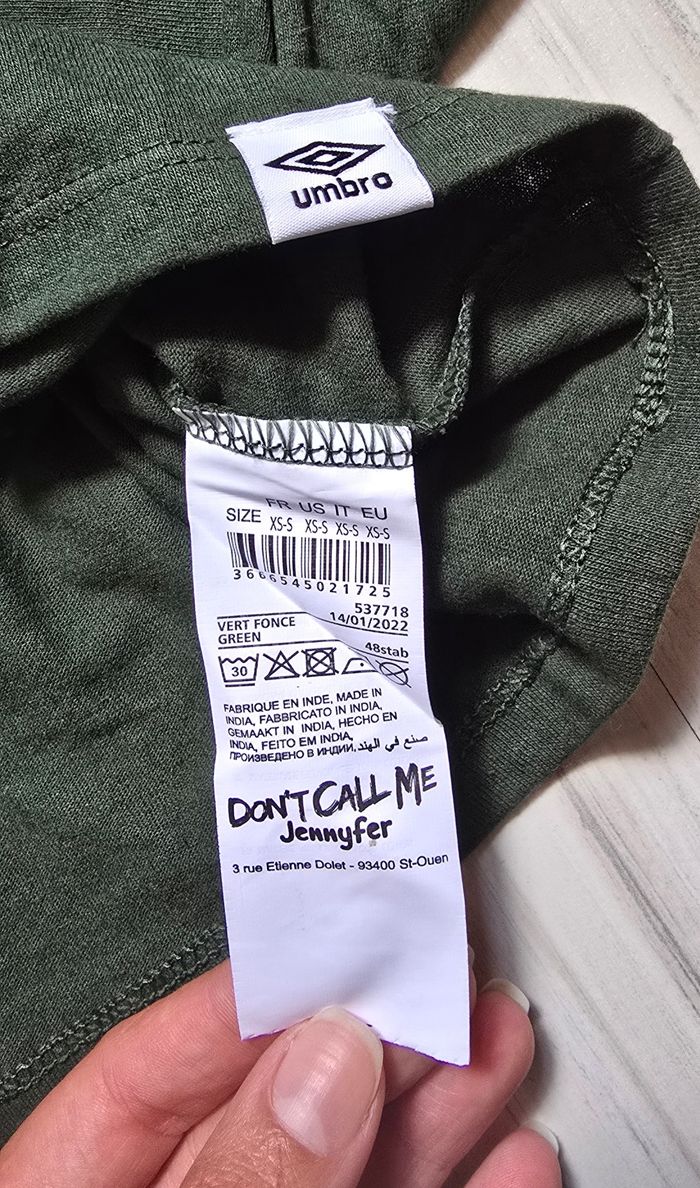 umbro
FR US IT EU
SIZE XS-S XS-S XS-S XS-S
3666545021725
537718
14/01/2022
VERT FONCE
GREEN
48stab
30
FABRIQUE EN INDE, MADE IN
INDIA, FABBRICATO IN INDIA,
GEMAAKT IN INDIA, HECHO EN
INDIA, FEITO EM INDIA,
ПРОИЗВЕДЕНО В ИНДИИ, صنع في الهند
DON'T CALL ME
Jennyfer
3 rue Etienne Dolet - 93400 St-Ouen